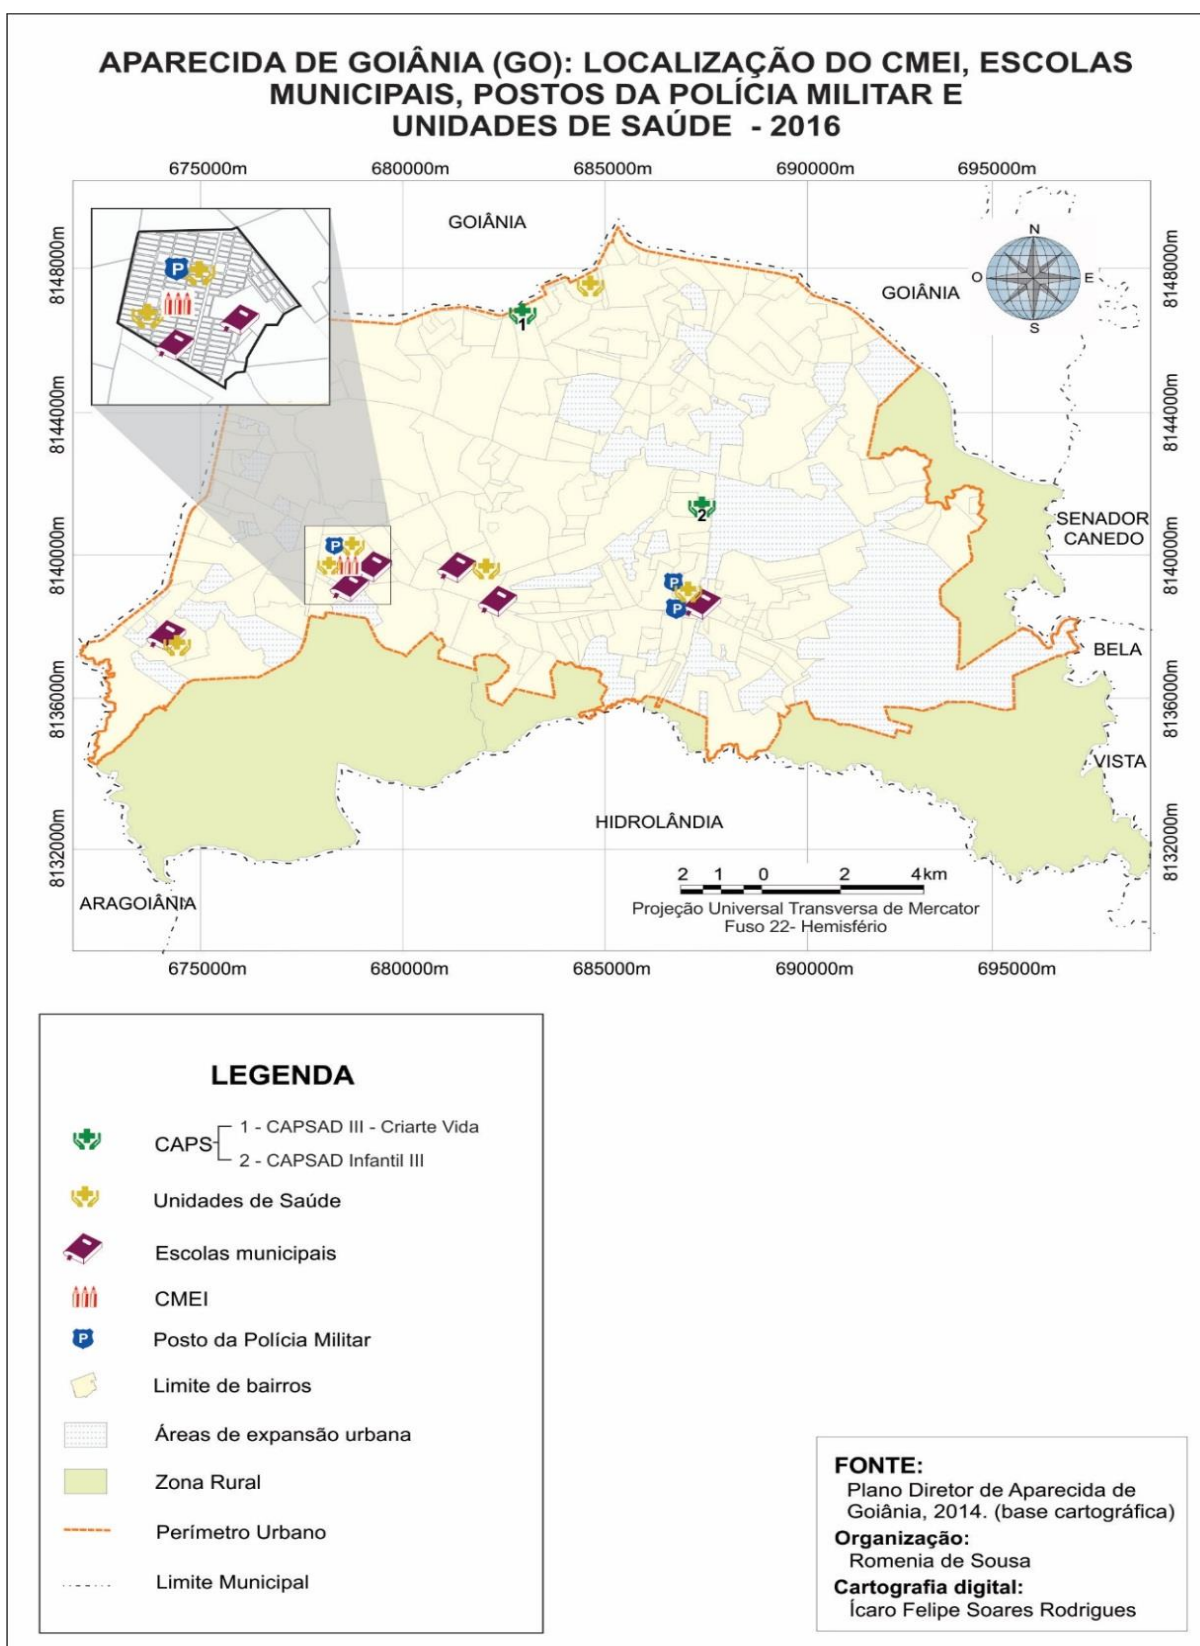 APARECIDA DE GOIÂNIA (GO): LOCALIZAÇÃO DO CMEI, ESCOLAS
MUNICIPAIS, POSTOS DA POLÍCIA MILITAR E
UNIDADES DE SAÚDE - 2016
675000m 680000m 685000m 690000m 695000m
GOIÂNIA
N
O E
S
GOIÂNIA
8148000m 8148000m
P
1
8144000m 8144000m
2
SENADOR
CANEDO
8140000m 8140000m
P
P
P
BELA
8136000m 8136000m
VISTA
HIDROLÂNDIA
8132000m 8132000m
ARAGOIÂNIA
2 1 0 2 4km
Projeção Universal Transversa de Mercator
Fuso 22- Hemisfério
675000m 680000m 685000m 690000m 695000m
LEGENDA
CAPS
1 - CAPSAD III - Criarte Vida
2 - CAPSAD Infantil III
Unidades de Saúde
Escolas municipais
CMEI
P
Posto da Polícia Militar
Limite de bairros
Áreas de expansão urbana
Zona Rural
Perímetro Urbano
Limite Municipal
FONTE:
Plano Diretor de Aparecida de
Goiânia, 2014. (base cartográfica)
Organização:
Romenia de Sousa
Cartografia digital:
Ícaro Felipe Soares Rodrigues